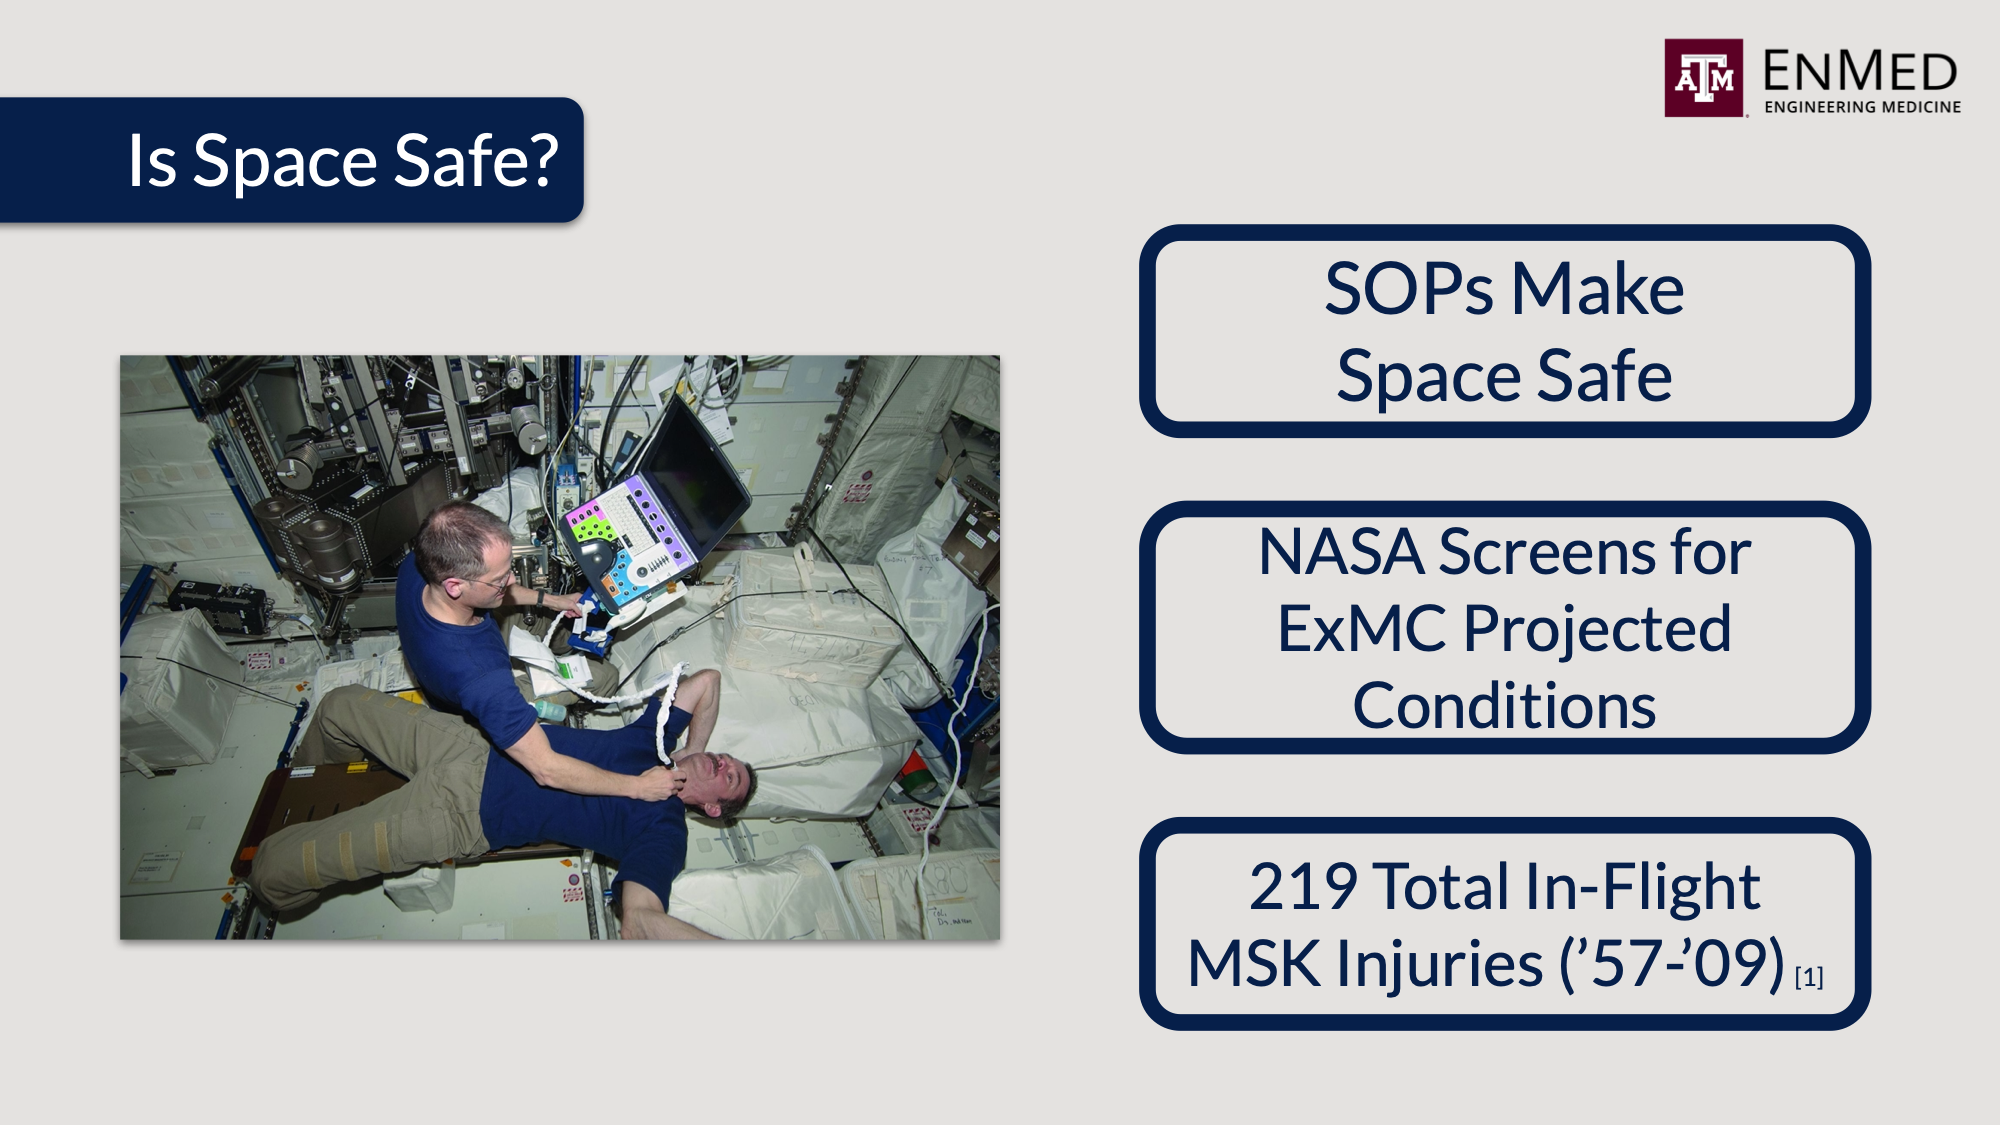 ATM ENMED
ENGINEERING MEDICINE
Is Space Safe?
SOPs Make
Space Safe
NASA Screens for
ExMC Projected
Conditions
219 Total In-Flight
MSK Injuries (’57-’09) [1]